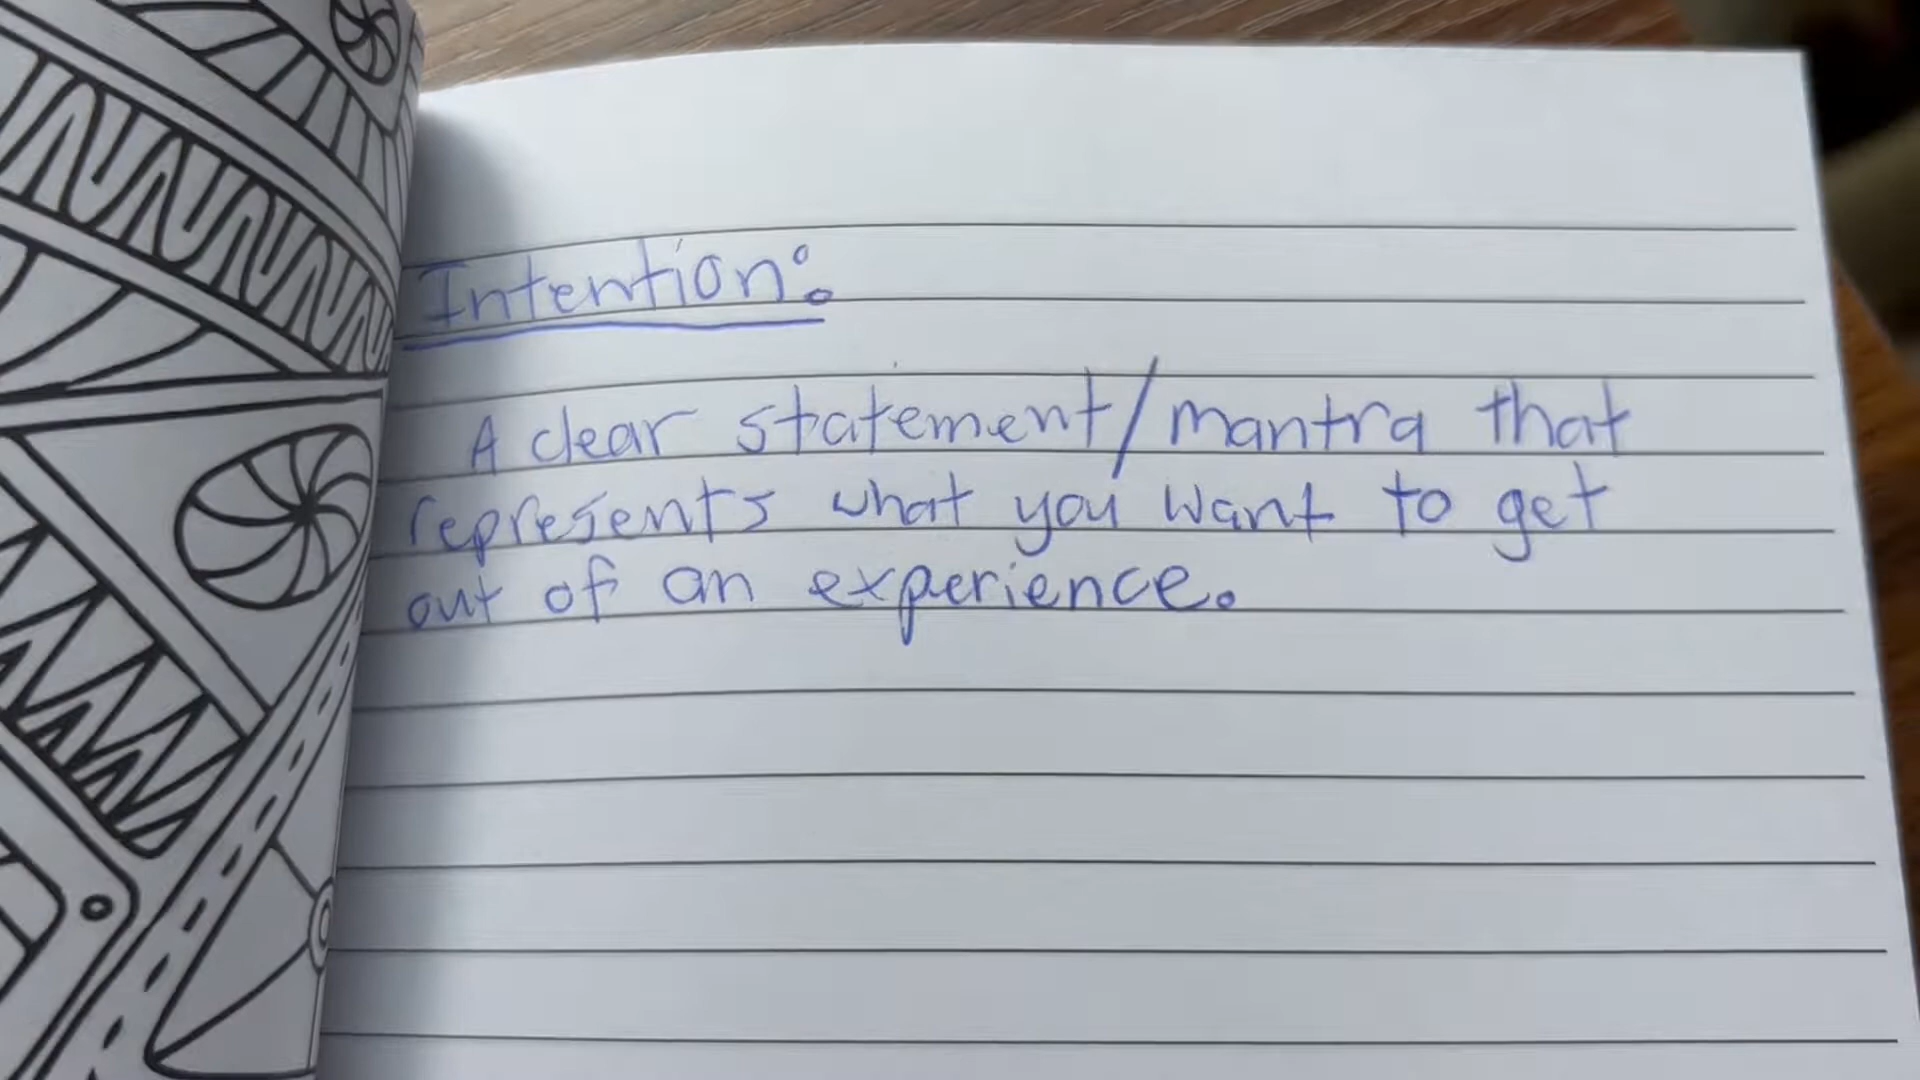 Intention:
A clear statement/mantra that
represents what you want to get
out of an experience.